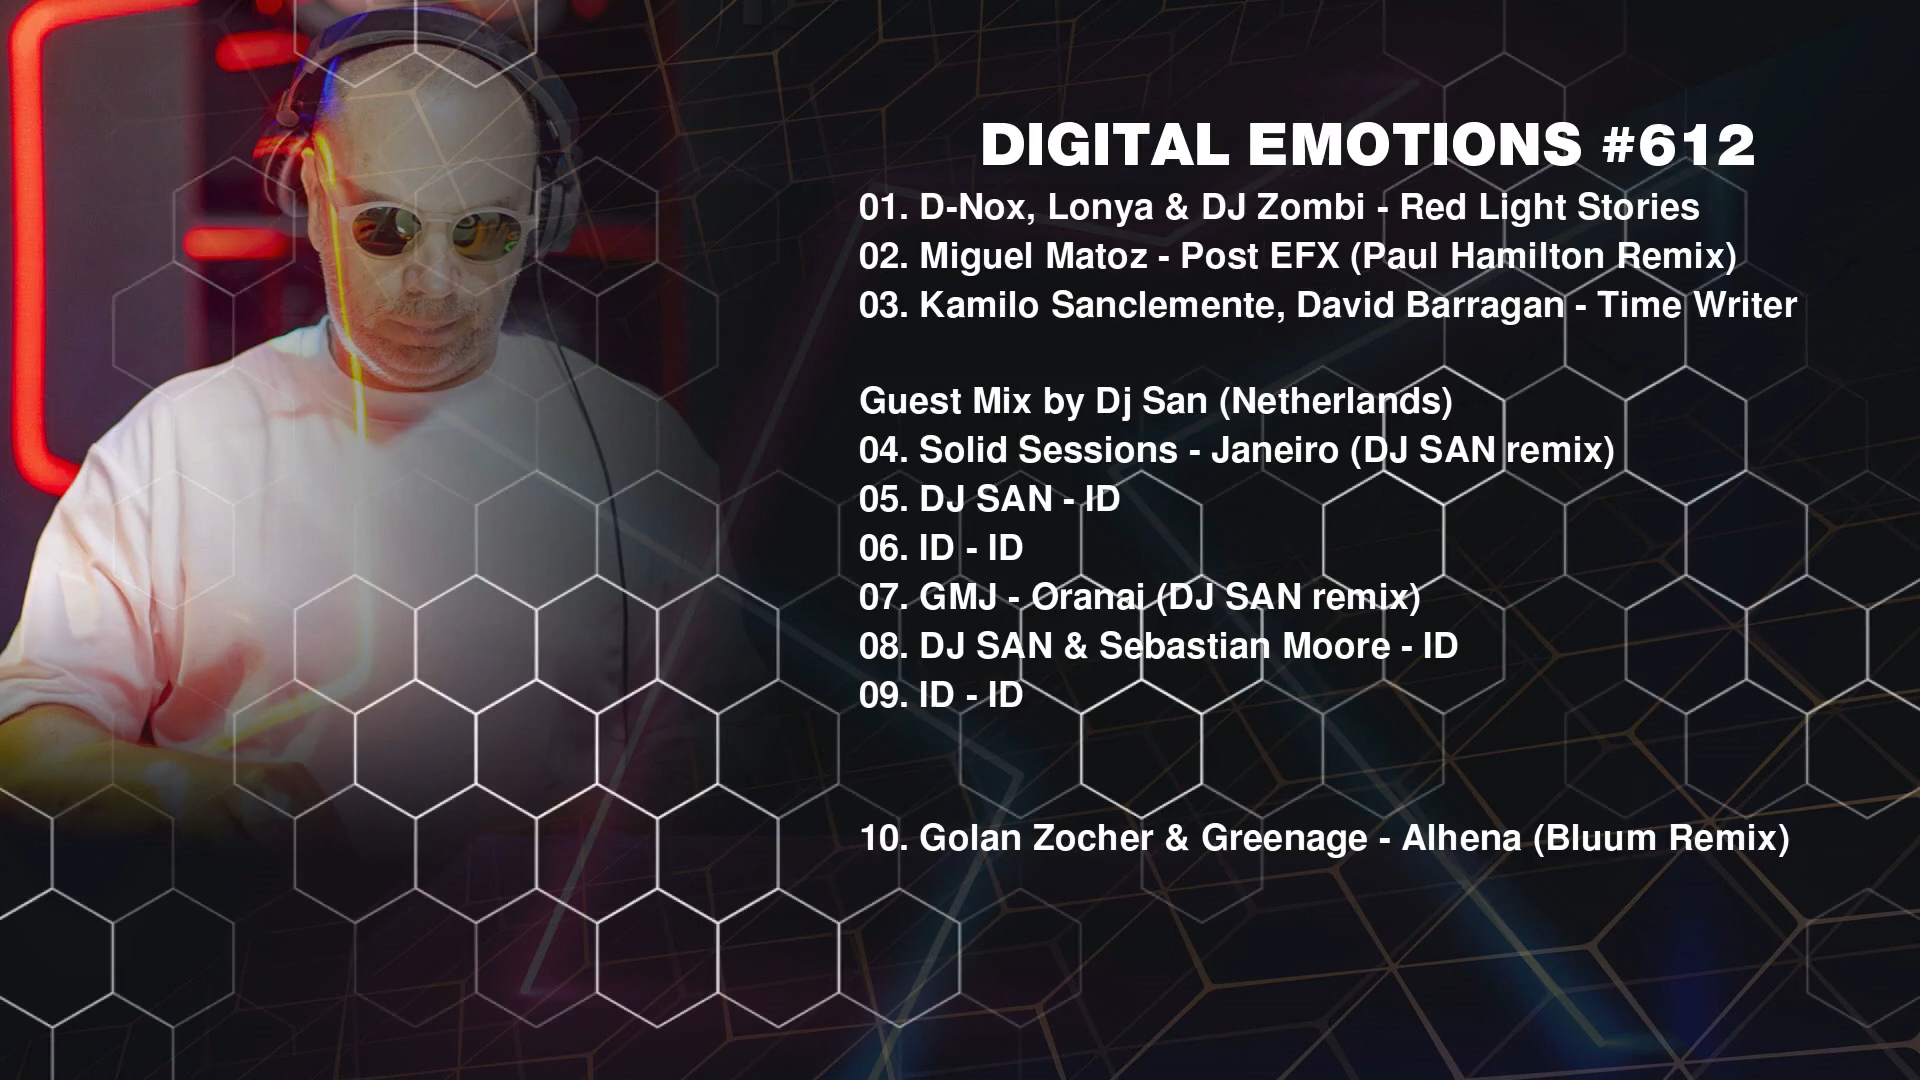 DIGITAL EMOTIONS #612
01. D-Nox, Lonya & DJ Zombi - Red Light Stories
02. Miguel Matoz - Post EFX (Paul Hamilton Remix)
03. Kamilo Sanclemente, David Barragan - Time Writer
Guest Mix by Dj San (Netherlands)
04. Solid Sessions - Janeiro (DJ SAN remix)
05. DJ SAN - ID
06. ID - ID
07. GMJ - Oranai (DJ SAN remix)
08. DJ SAN & Sebastian Moore - ID
09. ID - ID
10. Golan Zocher & Greenage - Alhena (Bluum Remix)